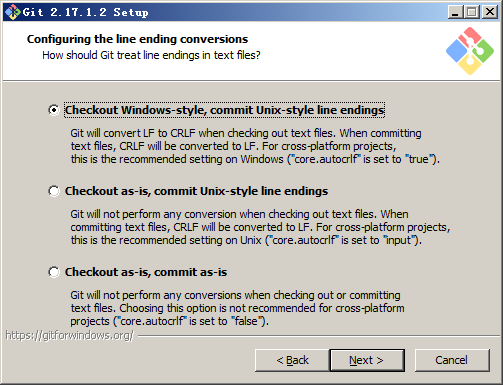 Git 2.17.1.2 Setup
Configuring the line ending conversions
How should Git treat line endings in text files?
Checkout Windows-style, commit Unix-style line endings
Git will convert LF to CRLF when checking out text files. When committing
text files, CRLF will be converted to LF. For cross-platform projects,
this is the recommended setting on Windows ("core.autocrlf" is set to "true").
Checkout as-is, commit Unix-style line endings
Git will not perform any conversion when checking out text files. When
committing text files, CRLF will be converted to LF. For cross-platform projects,
this is the recommended setting on Unix ("core.autocrlf" is set to "input").
Checkout as-is, commit as-is
Git will not perform any conversions when checking out or committing
text files. Choosing this option is not recommended for cross-platform
projects ("core.autocrlf" is set to "false").
https://gitforwindows.org/
< Back
Next >
Cancel